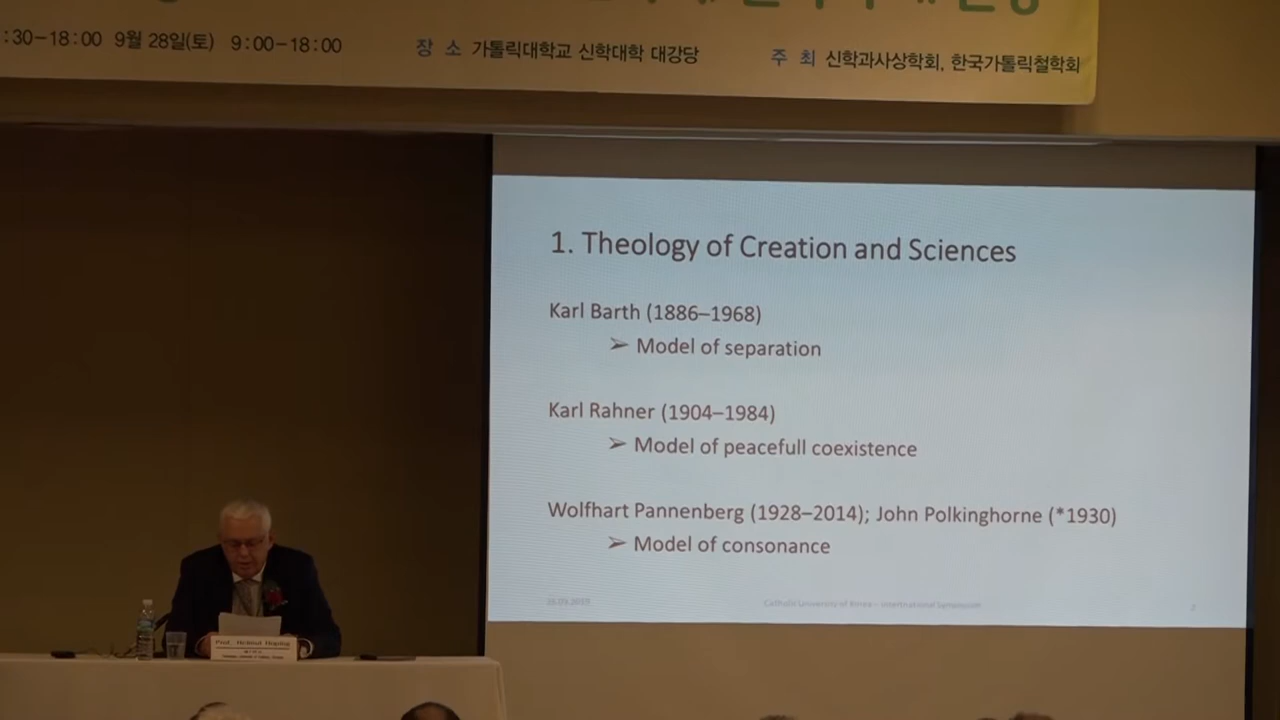 :30-18:00 9월 28일(토) 9:00-18:00 장 소 가톨릭대학교 신학대학 대강당 주 최 신학과사상학회, 한국가톨릭철학회
1. Theology of Creation and Sciences
Karl Barth (1886–1968)
➢ Model of separation
Karl Rahner (1904–1984)
➢ Model of peacefull coexistence
Wolfhart Pannenberg (1928–2014); John Polkinghorne (*1930)
➢ Model of consonance
Catholic University of Korea – International Symposium
Prof. Helmut Hoping